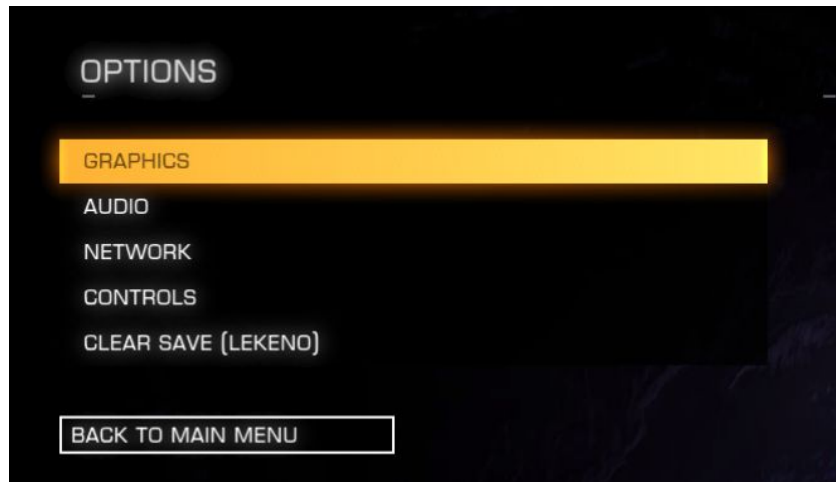 OPTIONS
GRAPHICS
AUDIO
NETWORK
CONTROLS
CLEAR SAVE (LEKENO)
BACK TO MAIN MENU